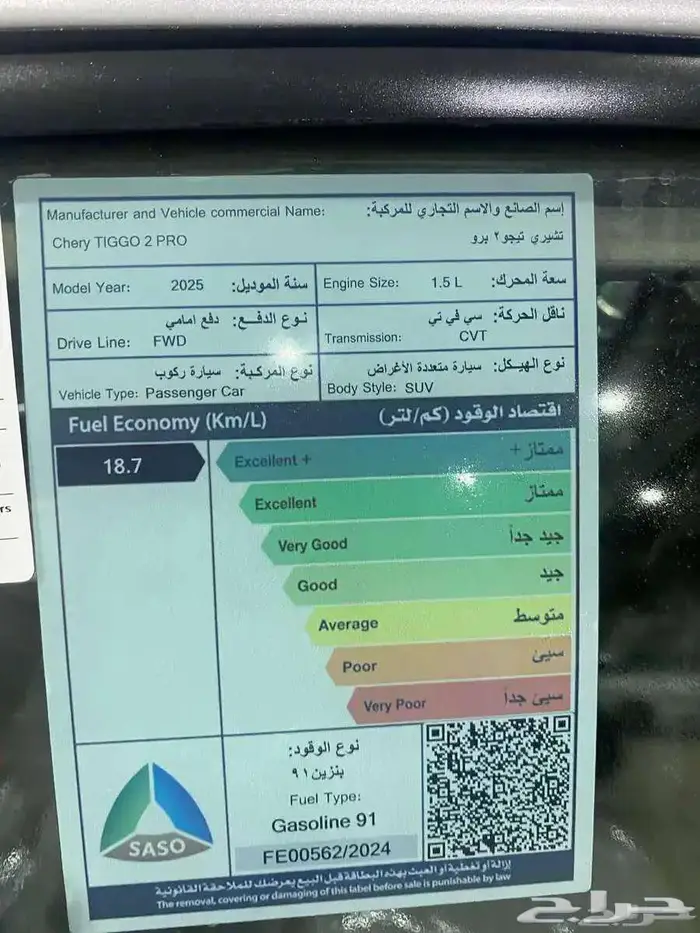 Manufacturer and Vehicle commercial Name:
إسم الصانع والاسم التجاري للمركبة:
Chery TIGGO 2 PRO
تشيري تيجو٢ برو
Model Year: 2025 سنة الموديل:
Engine Size: 1.5 L سعة المحرك:
نوع الدفع: دفع امامي
Drive Line: FWD
ناقل الحركة: سي في تي
Transmission: CVT
نوع المركبة: سيارة ركوب
Vehicle Type: Passenger Car
نوع الهيكل: سيارة متعددة الأغراض
Body Style: SUV
Fuel Economy (Km/L)
اقتصاد الوقود (كم/لتر)
18.7
Excellent + ممتاز +
Excellent ممتاز
Very Good جيد جداً
Good جيد
Average متوسط
Poor سيئ
Very Poor سيئ جداً
نوع الوقود:
بنزين ٩١
Fuel Type:
Gasoline 91
FE00562/2024
SASO
إزالة او تغطية او العبث بهذه البطاقة قبل البيع يعرضك للملاحقة القانونية
The removal, covering or damaging of this label before sale is punishable by law
rs
حراج